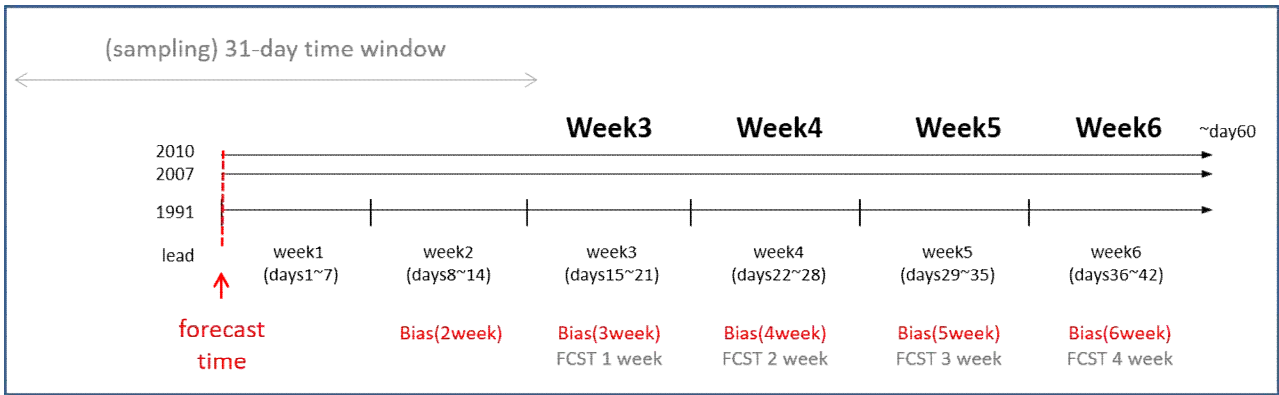 (sampling) 31-day time window
Week3 Week4 Week5 Week6 ~day60
2010
2007
1991
lead week1 week2 week3 week4 week5 week6
(days1~7) (days8~14) (days15~21) (days22~28) (days29~35) (days36~42)
forecast Bias(2week) Bias(3week) Bias(4week) Bias(5week) Bias(6week)
time FCST 1 week FCST 2 week FCST 3 week FCST 4 week